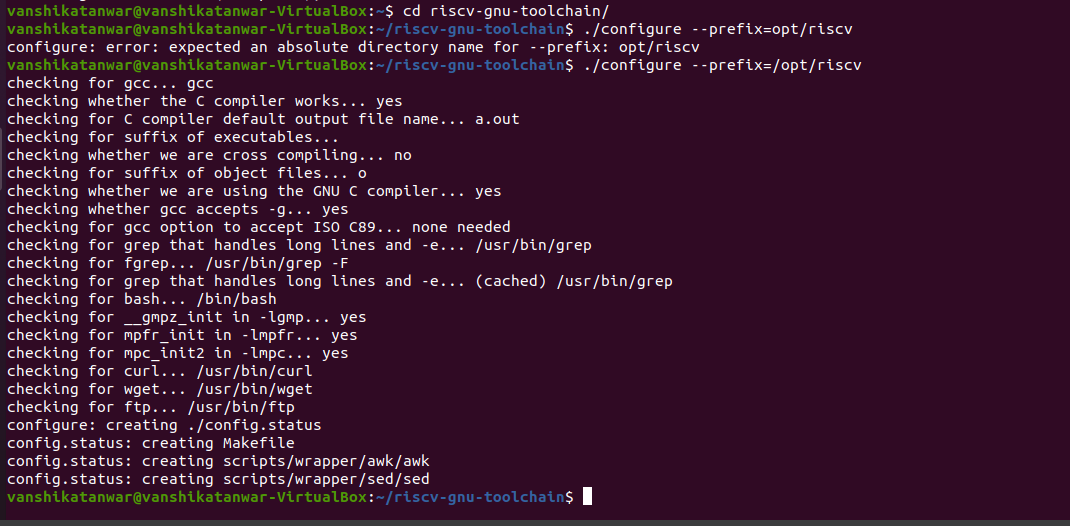 vanshikatanwar@vanshikatanwar-VirtualBox:~$ cd riscv-gnu-toolchain/
vanshikatanwar@vanshikatanwar-VirtualBox:~/riscv-gnu-toolchain$ ./configure --prefix=opt/riscv
configure: error: expected an absolute directory name for --prefix: opt/riscv
vanshikatanwar@vanshikatanwar-VirtualBox:~/riscv-gnu-toolchain$ ./configure --prefix=/opt/riscv
checking for gcc... gcc
checking whether the C compiler works... yes
checking for C compiler default output file name... a.out
checking for suffix of executables...
checking whether we are cross compiling... no
checking for suffix of object files... o
checking whether we are using the GNU C compiler... yes
checking whether gcc accepts -g... yes
checking for gcc option to accept ISO C89... none needed
checking for grep that handles long lines and -e... /usr/bin/grep
checking for fgrep... /usr/bin/grep -F
checking for grep that handles long lines and -e... (cached) /usr/bin/grep
checking for bash... /bin/bash
checking for __gmpz_init in -lgmp... yes
checking for mpfr_init in -lmpfr... yes
checking for mpc_init2 in -lmpc... yes
checking for curl... /usr/bin/curl
checking for wget... /usr/bin/wget
checking for ftp... /usr/bin/ftp
configure: creating ./config.status
config.status: creating Makefile
config.status: creating scripts/wrapper/awk/awk
config.status: creating scripts/wrapper/sed/sed
vanshikatanwar@vanshikatanwar-VirtualBox:~/riscv-gnu-toolchain$